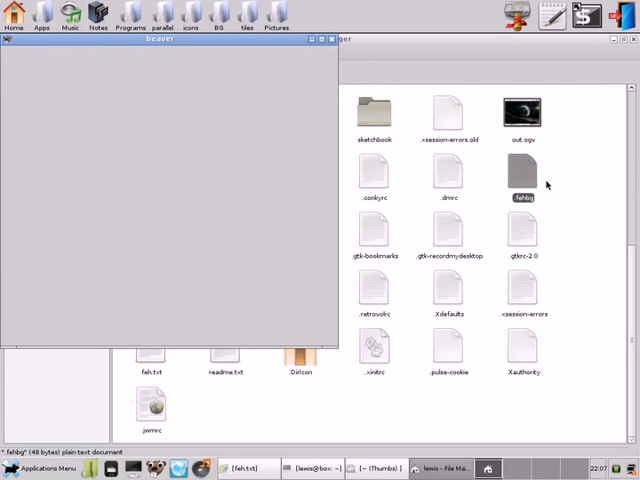 Home Apps Music Notes Programs parallel icons BG tiles Pictures
beaver
ger
sketchbook .xsession-errors.old out.ogv
.conkyrc .dmrc .fehbg
.gtk-bookmarks .gtk-recordmydesktop .gtkrc-2.0
.retrovolrc .Xdefaults .xsession-errors
feh.txt readme.txt .DirIcon .xinitrc .pulse-cookie .Xauthority
.jwmrc
".fehbg" (48 bytes) plain text document
Applications Menu [feh.txt] [lewis@box: ~] [~ (Thumbs) ] lewis - File Ma... 22:07